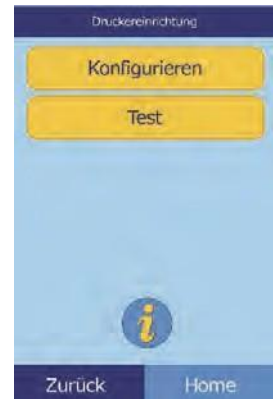 Druckereinrichtung
Konfigurieren
Test
i
Zurück
Home